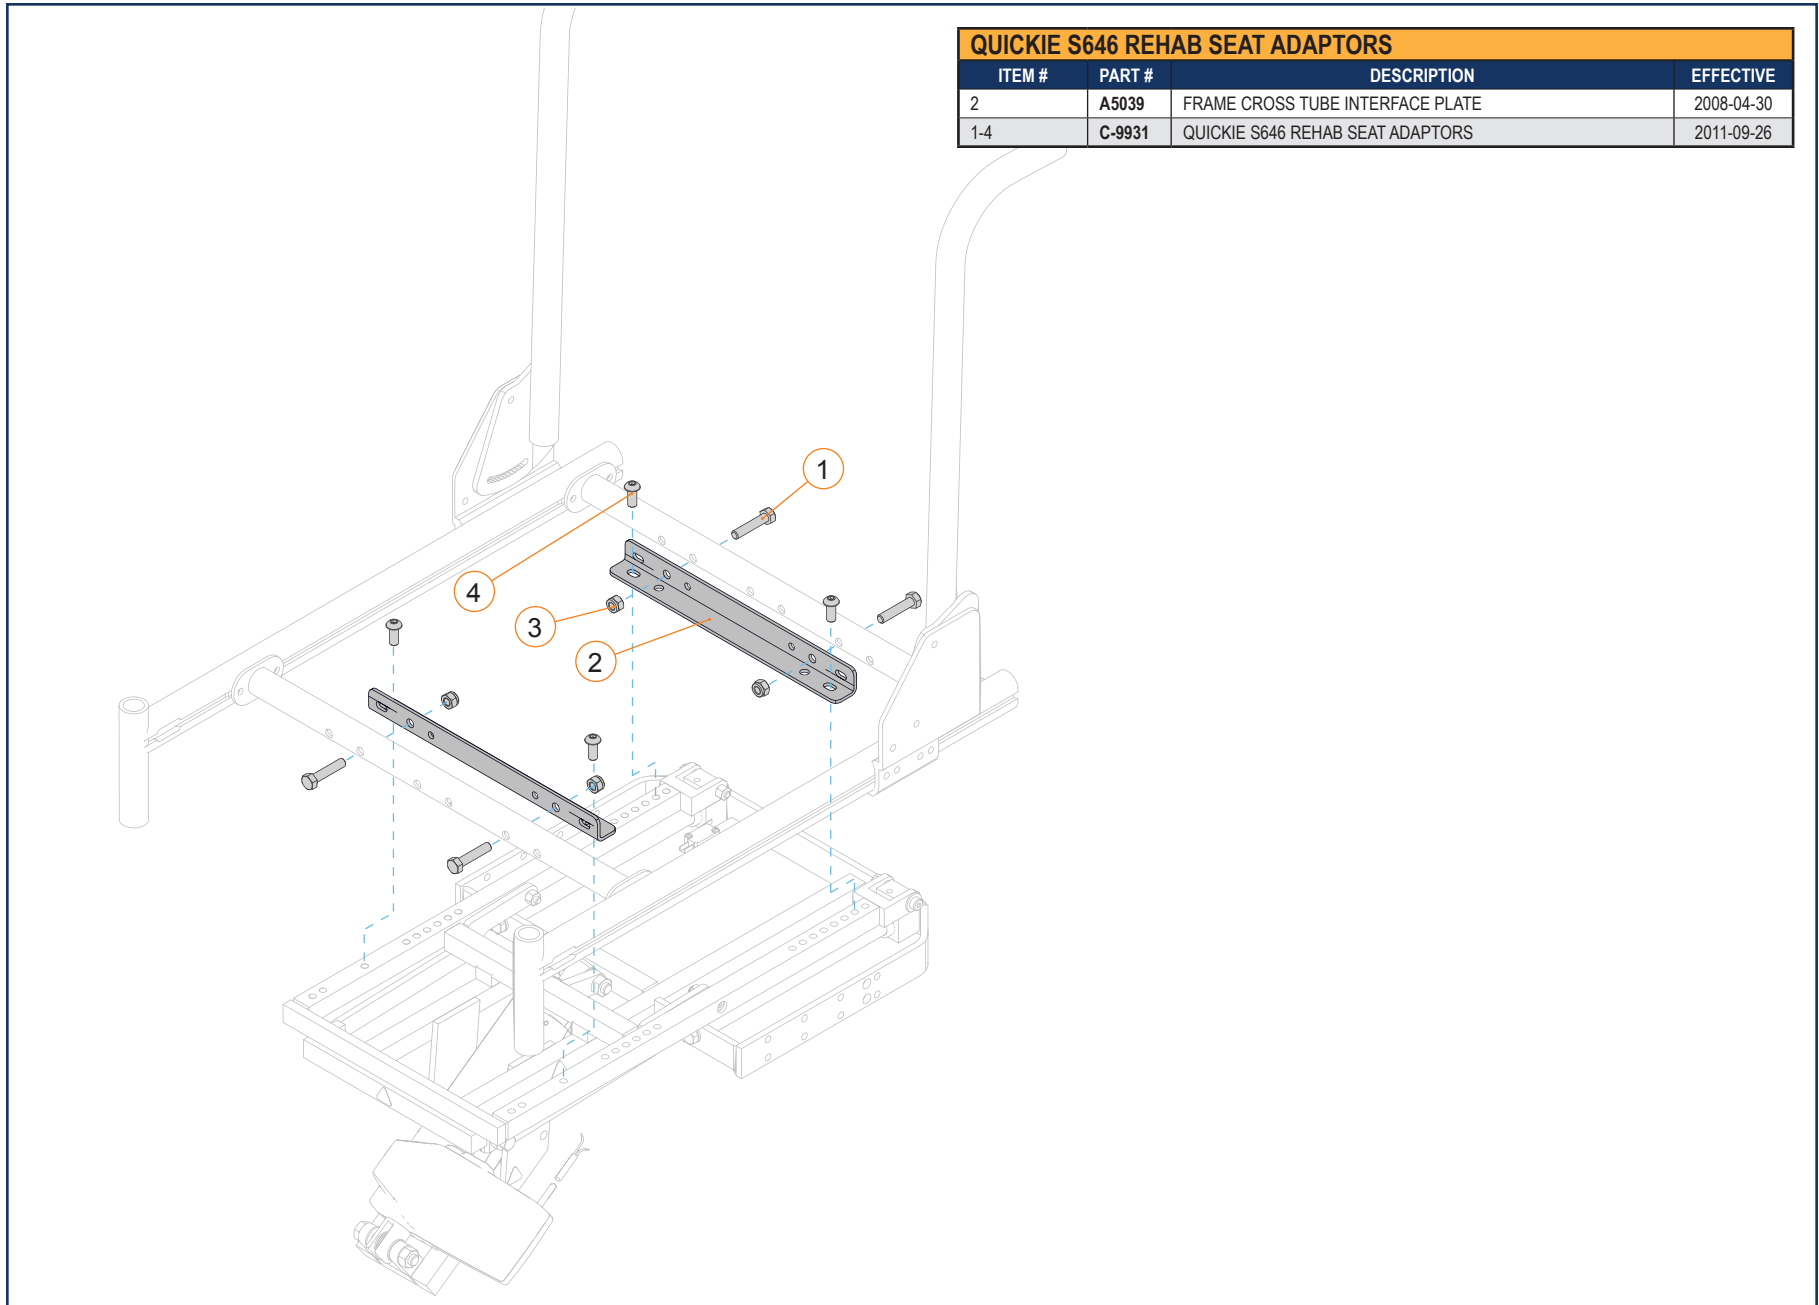 QUICKIE S646 REHAB SEAT ADAPTORS
ITEM # PART # DESCRIPTION EFFECTIVE
2 A5039 FRAME CROSS TUBE INTERFACE PLATE 2008-04-30
1-4 C-9931 QUICKIE S646 REHAB SEAT ADAPTORS 2011-09-26
1
4
3
2